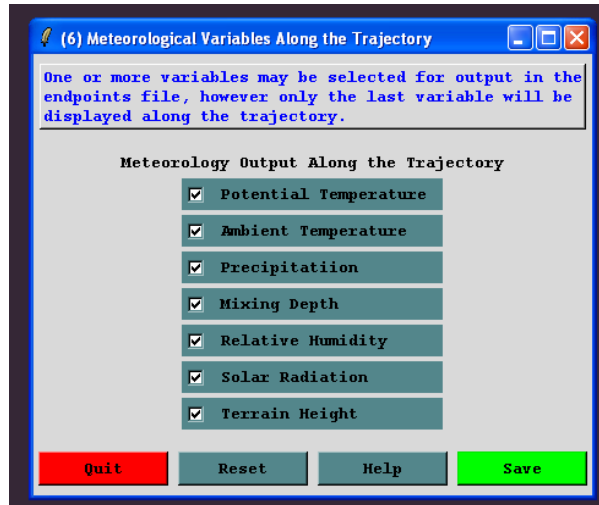 (6) Meteorological Variables Along the Trajectory
One or more variables may be selected for output in the
endpoints file, however only the last variable will be
displayed along the trajectory.
Meteorology Output Along the Trajectory
Potential Temperature
Ambient Temperature
Precipitatiion
Mixing Depth
Relative Humidity
Solar Radiation
Terrain Height
Quit Reset Help Save